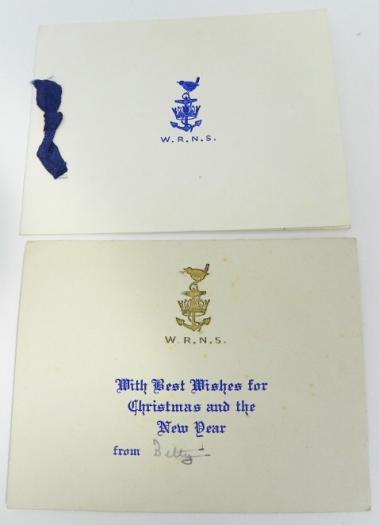 W.R.N.S.
W.R.N.S.
With Best Wishes for
Christmas and the
New Year
from Betty